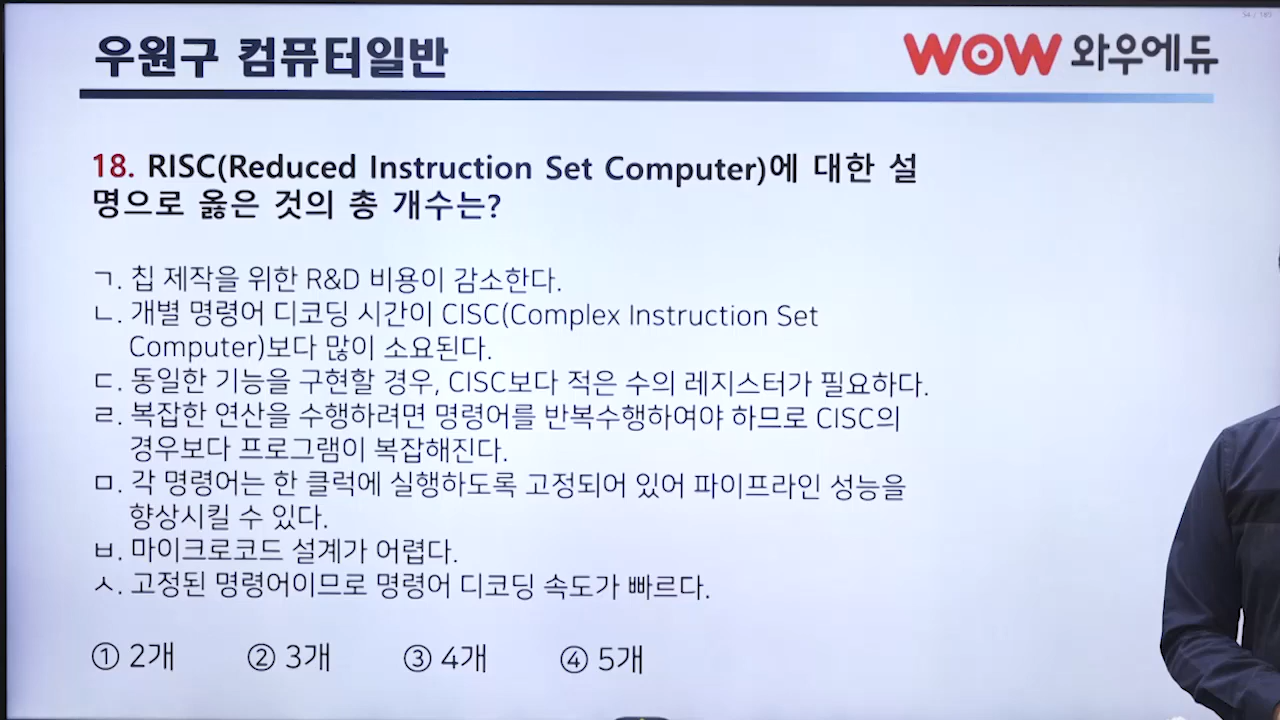 우원구 컴퓨터일반
WOW 와우에듀
18. RISC(Reduced Instruction Set Computer)에 대한 설
명으로 옳은 것의 총 개수는?
ㄱ. 칩 제작을 위한 R&D 비용이 감소한다.
ㄴ. 개별 명령어 디코딩 시간이 CISC(Complex Instruction Set
Computer)보다 많이 소요된다.
ㄷ. 동일한 기능을 구현할 경우, CISC보다 적은 수의 레지스터가 필요하다.
ㄹ. 복잡한 연산을 수행하려면 명령어를 반복수행하여야 하므로 CISC의
경우보다 프로그램이 복잡해진다.
ㅁ. 각 명령어는 한 클럭에 실행하도록 고정되어 있어 파이프라인 성능을
향상시킬 수 있다.
ㅂ. 마이크로코드 설계가 어렵다.
ㅅ. 고정된 명령어이므로 명령어 디코딩 속도가 빠르다.
① 2개 ② 3개 ③ 4개 ④ 5개